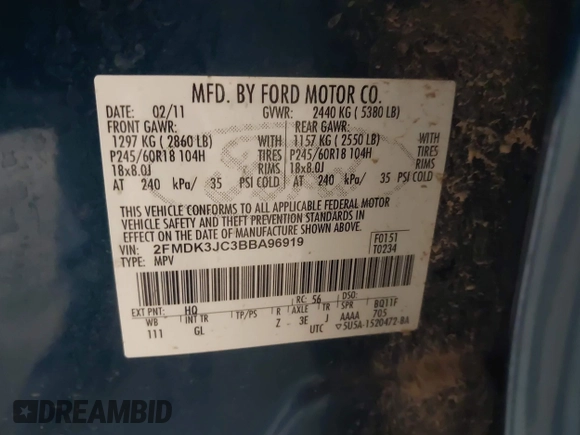 MFD. BY FORD MOTOR CO.
DATE: 02/11 GVWR: 2440 KG ( 5380 LB)
FRONT GAWR: REAR GAWR:
1297 KG ( 2860 LB) WITH 1157 KG ( 2550 LB) WITH
P245/60R18 104H TIRES P245/60R18 104H TIRES
18x8.0J RIMS 18x8.0J RIMS
AT 240 kPa/ 35 PSI COLD AT 240 kPa/ 35 PSI COLD
THIS VEHICLE CONFORMS TO ALL APPLICABLE FEDERAL MOTOR
VEHICLE SAFETY AND THEFT PREVENTION STANDARDS IN
EFFECT ON THE DATE OF MANUFACTURE SHOWN ABOVE.
VIN: 2FMDK3JC3BBA96919 F0151
TYPE: MPV T0234
EXT PNT: HQ RC: 56 DSO:
WB INT TR TP/PS R AXLE TR SPR BQ11F
111 GL Z 3E J AAAA 705
UTC ▽5U5A-1520472-BA
DREAMBID